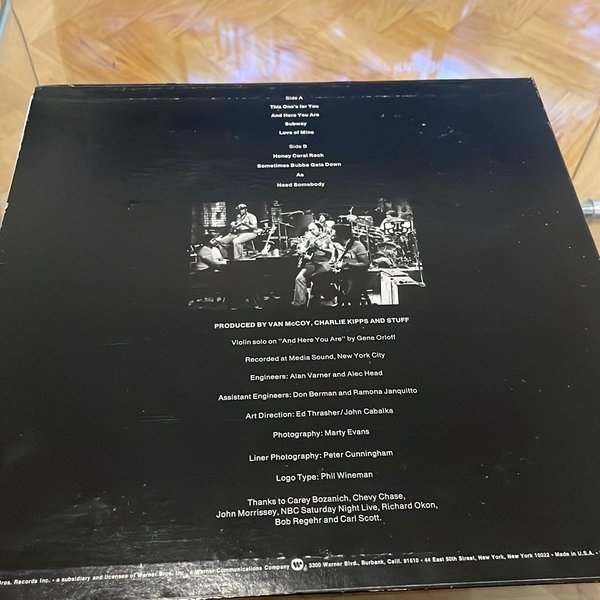 Side A
This One's for You
And Here You Are
Subway
Love of Mine
Side B
Honey Coral Rock
Sometimes Bubba Gets Down
As
Need Somebody
PRODUCED BY VAN McCOY, CHARLIE KIPPS AND STUFF
Violin solo on "And Here You Are" by Gene Orloff
Recorded at Media Sound, New York City
Engineers: Alan Varner and Alec Head
Assistant Engineers: Don Berman and Ramona Janquitto
Art Direction: Ed Thrasher/John Cabalka
Photography: Marty Evans
Liner Photography: Peter Cunningham
Logo Type: Phil Wineman
Thanks to Carey Bozanich, Chevy Chase,
John Morrissey, NBC Saturday Night Live, Richard Okon,
Bob Regehr and Carl Scott.
Bros. Records Inc. • a subsidiary and licensee of Warner Bros. Inc. a Warner Communications Company 3300 Warner Blvd., Burbank, Calif. 91510 • 44 East 50th Street, New York, New York 10022 • Made in U.S.A.